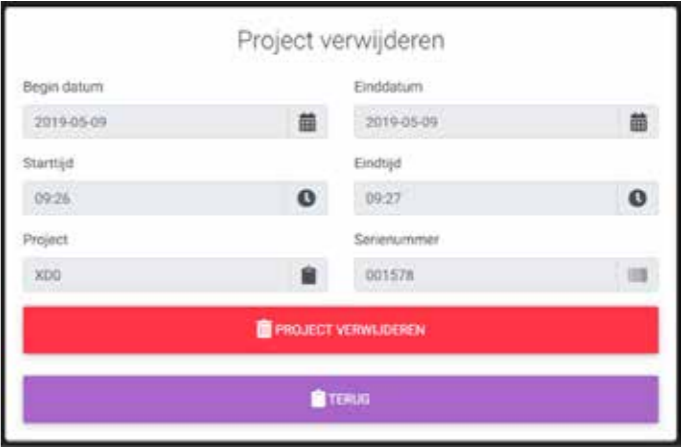 Project verwijderen
Begin datum
Einddatum
2019-05-09
2019-05-09
Starttijd
Eindtijd
09:26
09:27
Project
Serienummer
XD0
001578
PROJECT VERWIJDEREN
TERUG